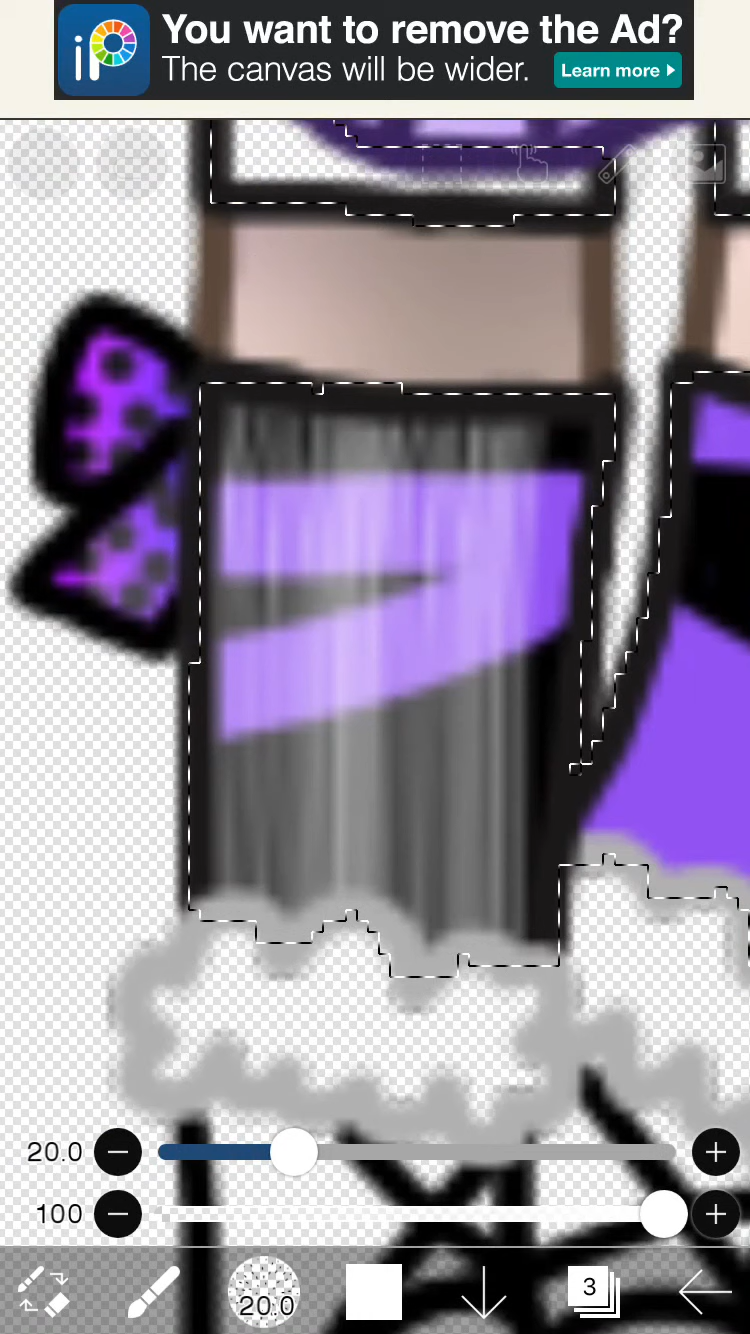 iP
You want to remove the Ad?
The canvas will be wider.
Learn more
20.0
100
20.0
3